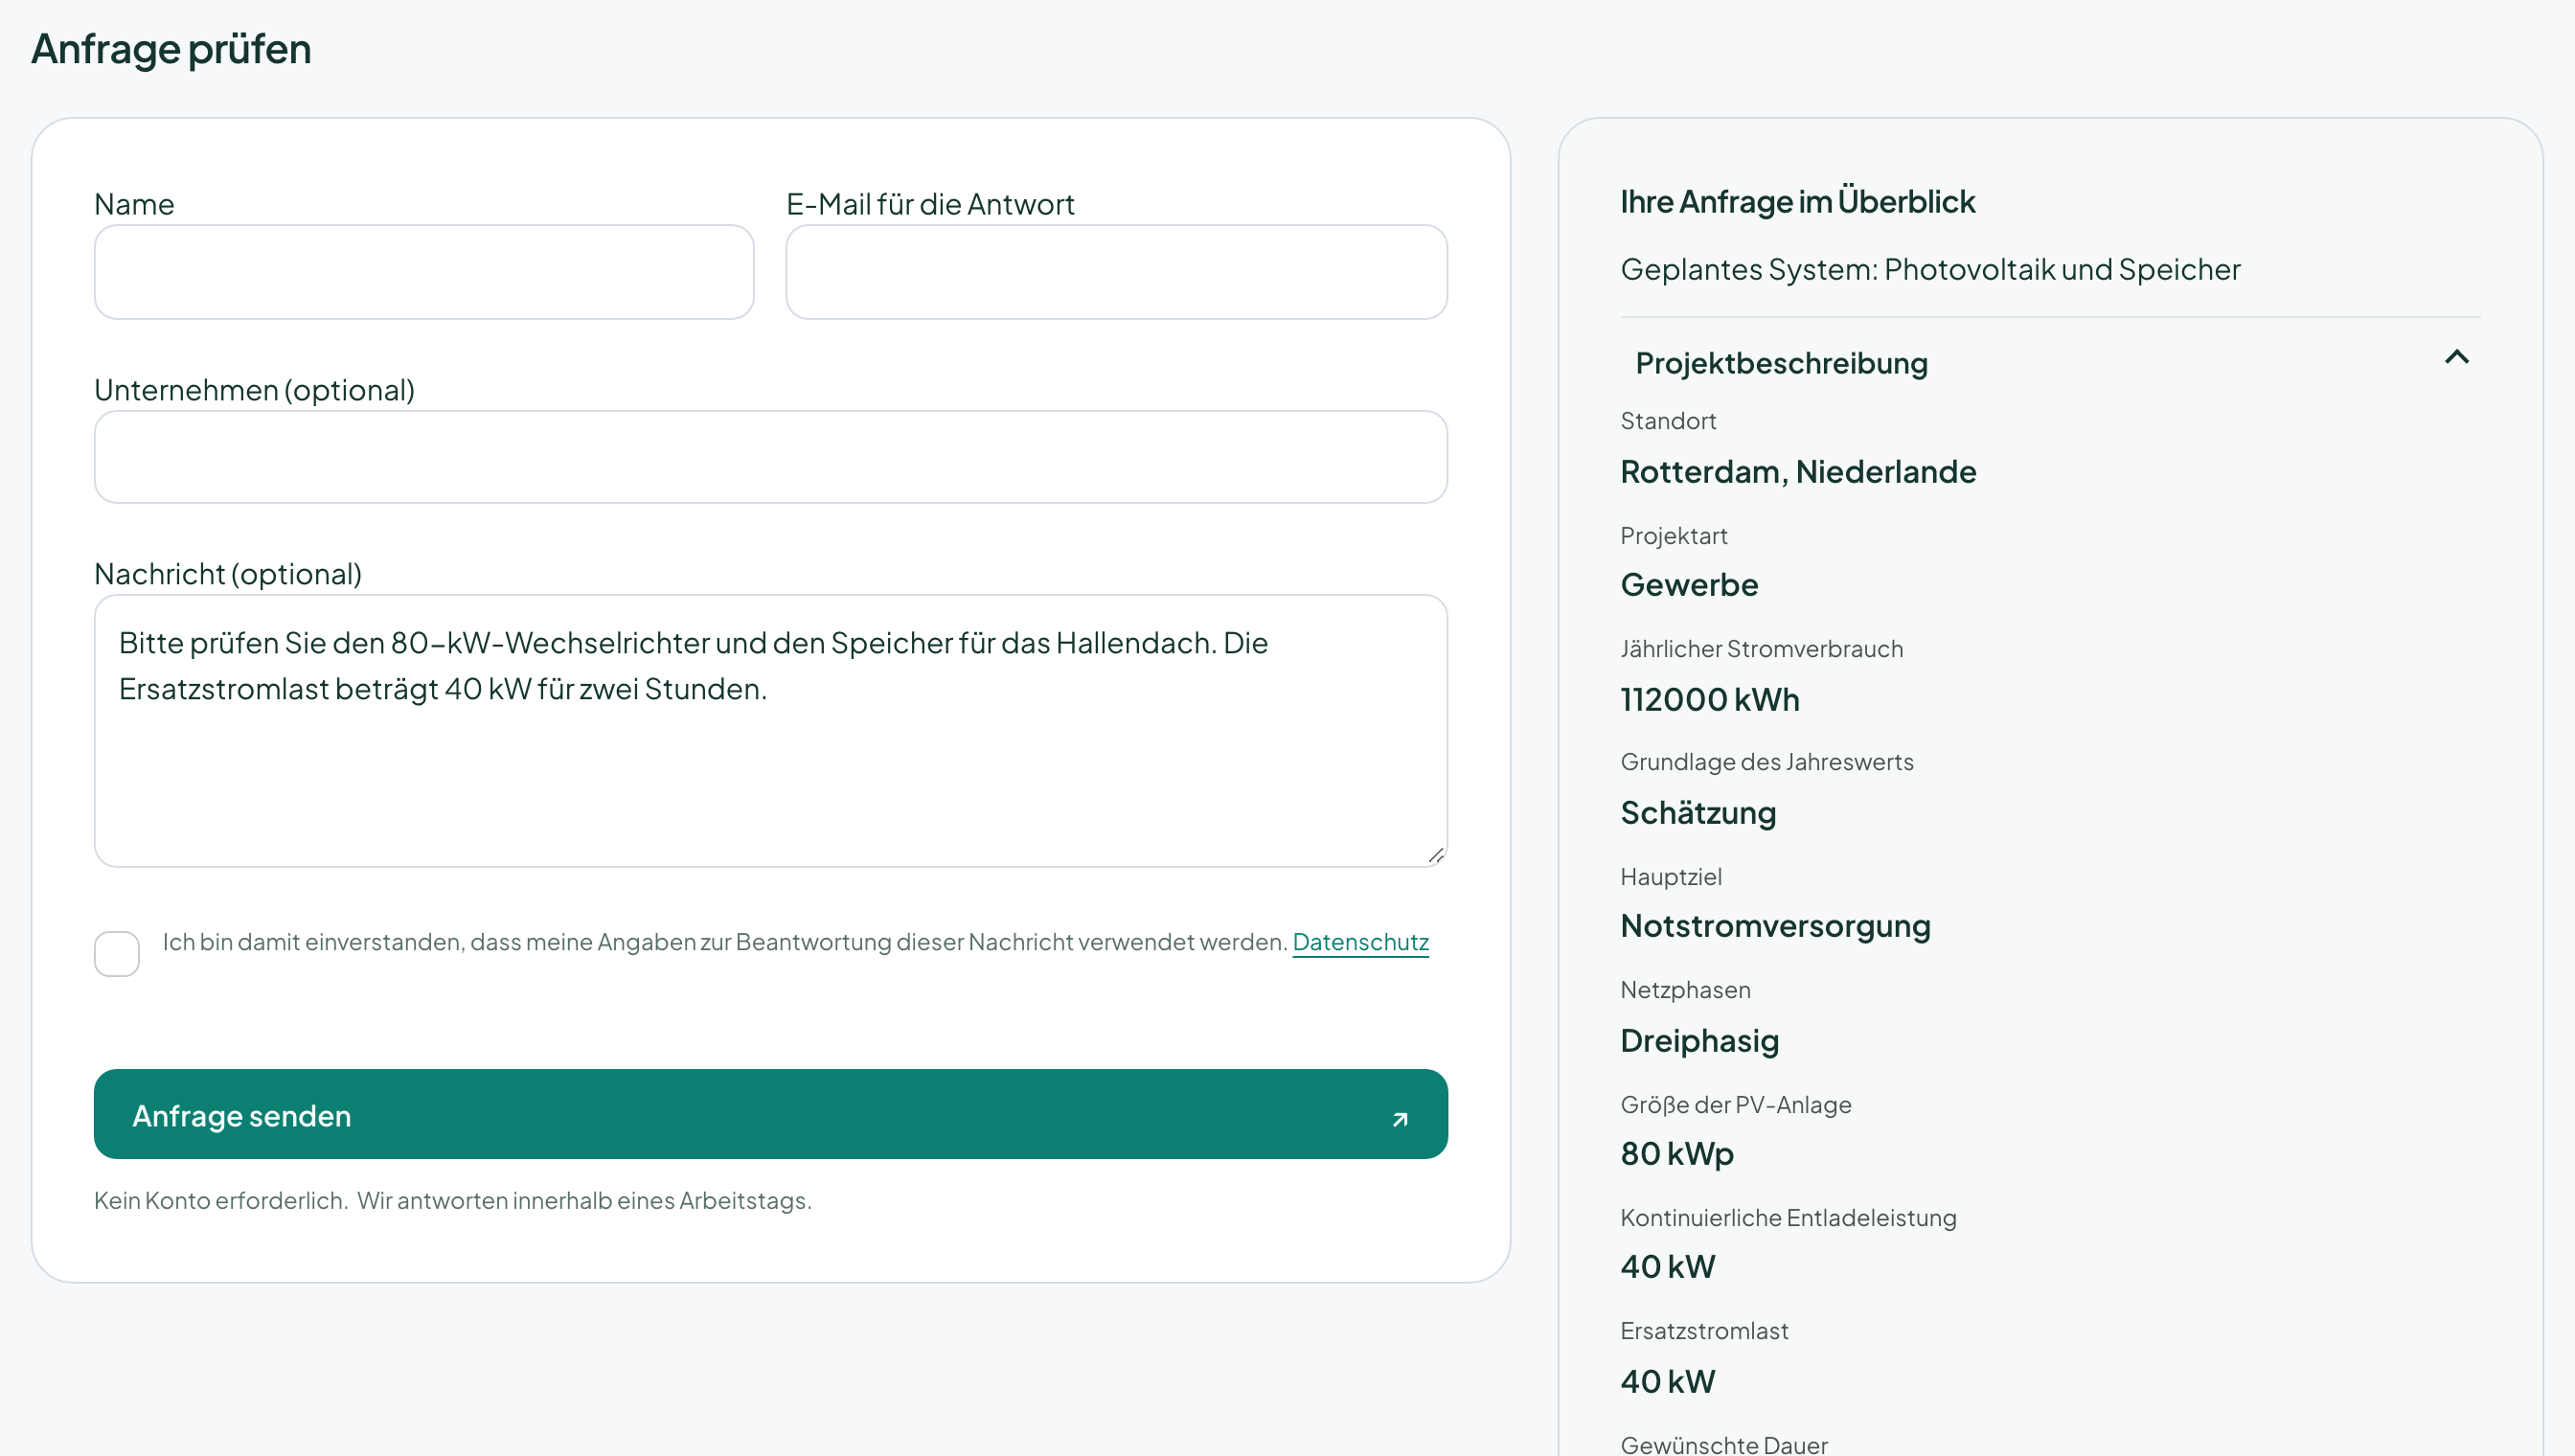 Anfrage prüfen
Name
E-Mail für die Antwort
Unternehmen (optional)
Nachricht (optional)
Bitte prüfen Sie den 80–kW-Wechselrichter und den Speicher für das Hallendach. Die
Ersatzstromlast beträgt 40 kW für zwei Stunden.
Ich bin damit einverstanden, dass meine Angaben zur Beantwortung dieser Nachricht verwendet werden. Datenschutz
Anfrage senden
Kein Konto erforderlich. Wir antworten innerhalb eines Arbeitstags.
Ihre Anfrage im Überblick
Geplantes System: Photovoltaik und Speicher
Projektbeschreibung
Standort
Rotterdam, Niederlande
Projektart
Gewerbe
Jährlicher Stromverbrauch
112000 kWh
Grundlage des Jahreswerts
Schätzung
Hauptziel
Notstromversorgung
Netzphasen
Dreiphasig
Größe der PV-Anlage
80 kWp
Kontinuierliche Entladeleistung
40 kW
Ersatzstromlast
40 kW
Gewünschte Dauer